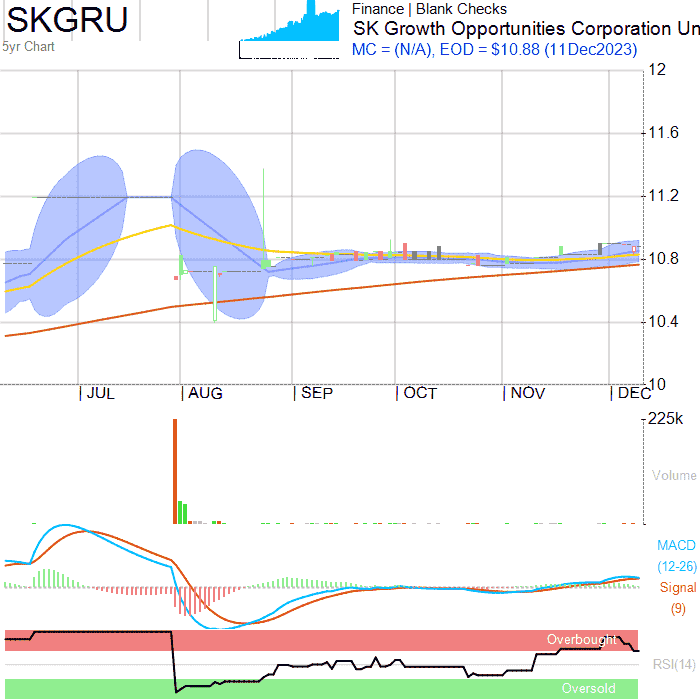 SKGRU
Finance | Blank Checks
SK Growth Opportunities Corporation Un
5yr Chart
MC = (N/A), EOD = $10.88 (11Dec2023)
12
11.6
11.2
10.8
10.4
10
JUL
AUG
SEP
OCT
NOV
DEC
225k
Volume
MACD
(12-26)
Signal
(9)
Overbought
RSI(14)
Oversold